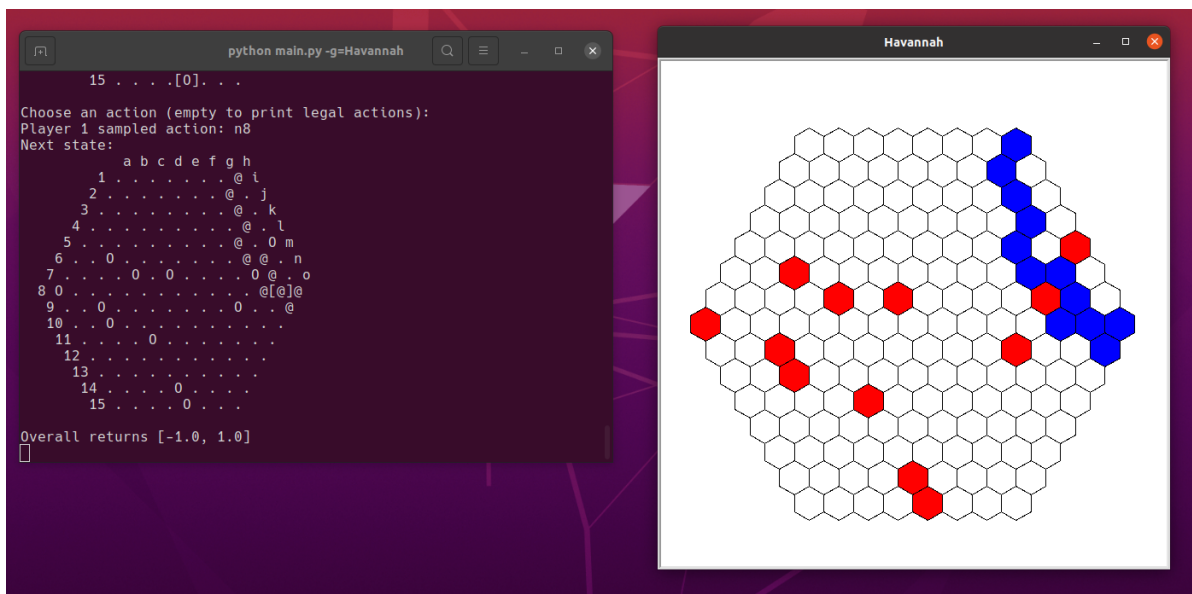 python main.py -g=Havannah
15 . . . .[O]. . .
Choose an action (empty to print legal actions):
Player 1 sampled action: n8
Next state:
a b c d e f g h
1 . . . . . . . @ i
2 . . . . . . . @ . j
3 . . . . . . . . @ . k
4 . . . . . . . . . @ . l
5 . . . . . . . . . @ . O m
6 . . O . . . . . . . @ @ . n
7 . . . . O . O . . . . O @ . o
8 O . . . . . . . . . . . @[@]@
9 . . O . . . . . . . O . . @
10 . . O . . . . . . . . . .
11 . . . . O . . . . . . .
12 . . . . . . . . . . .
13 . . . . . . . . . .
14 . . . . O . . . .
15 . . . . O . . .
Overall returns [-1.0, 1.0]
Havannah